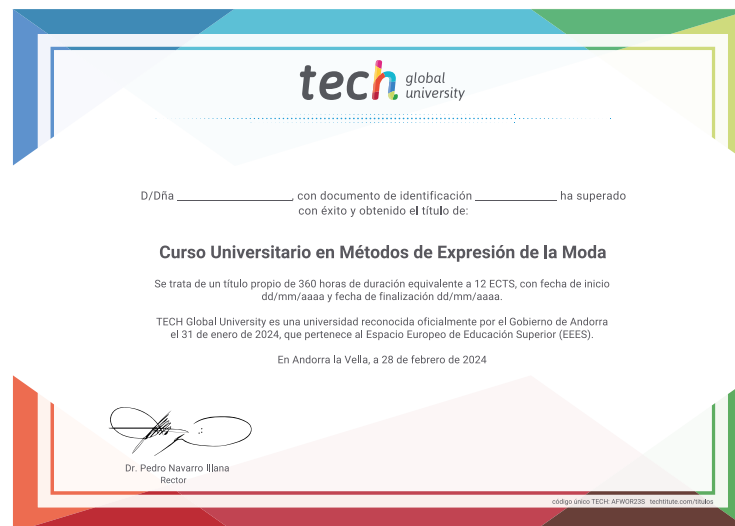 tech global university
D/Dña ____________________, con documento de identificación ______________ ha superado
con éxito y obtenido el título de:
Curso Universitario en Métodos de Expresión de la Moda
Se trata de un título propio de 360 horas de duración equivalente a 12 ECTS, con fecha de inicio
dd/mm/aaaa y fecha de finalización dd/mm/aaaa.
TECH Global University es una universidad reconocida oficialmente por el Gobierno de Andorra
el 31 de enero de 2024, que pertenece al Espacio Europeo de Educación Superior (EEES).
En Andorra la Vella, a 28 de febrero de 2024
Dr. Pedro Navarro Illana
Rector
código único TECH: AFWOR23S techtitute.com/titulos